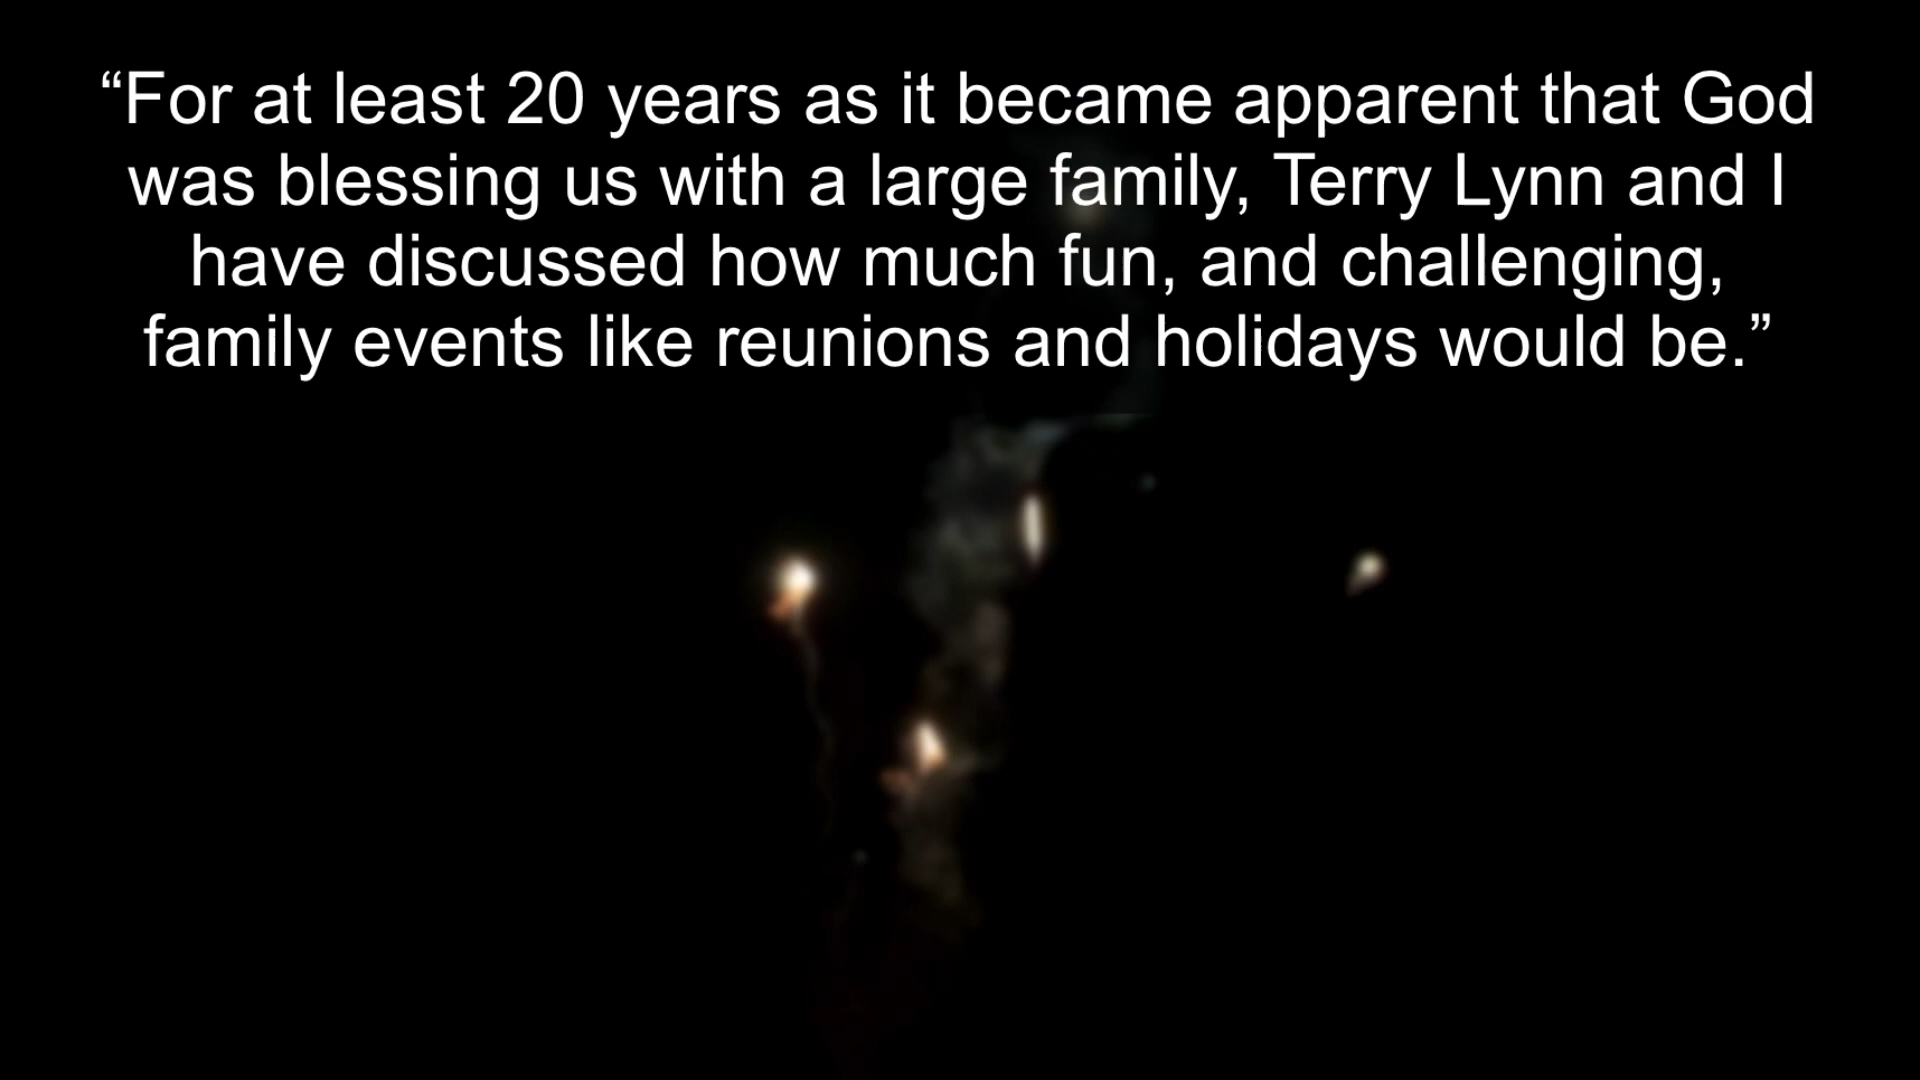 “For at least 20 years as it became apparent that God
was blessing us with a large family, Terry Lynn and I
have discussed how much fun, and challenging,
family events like reunions and holidays would be.”